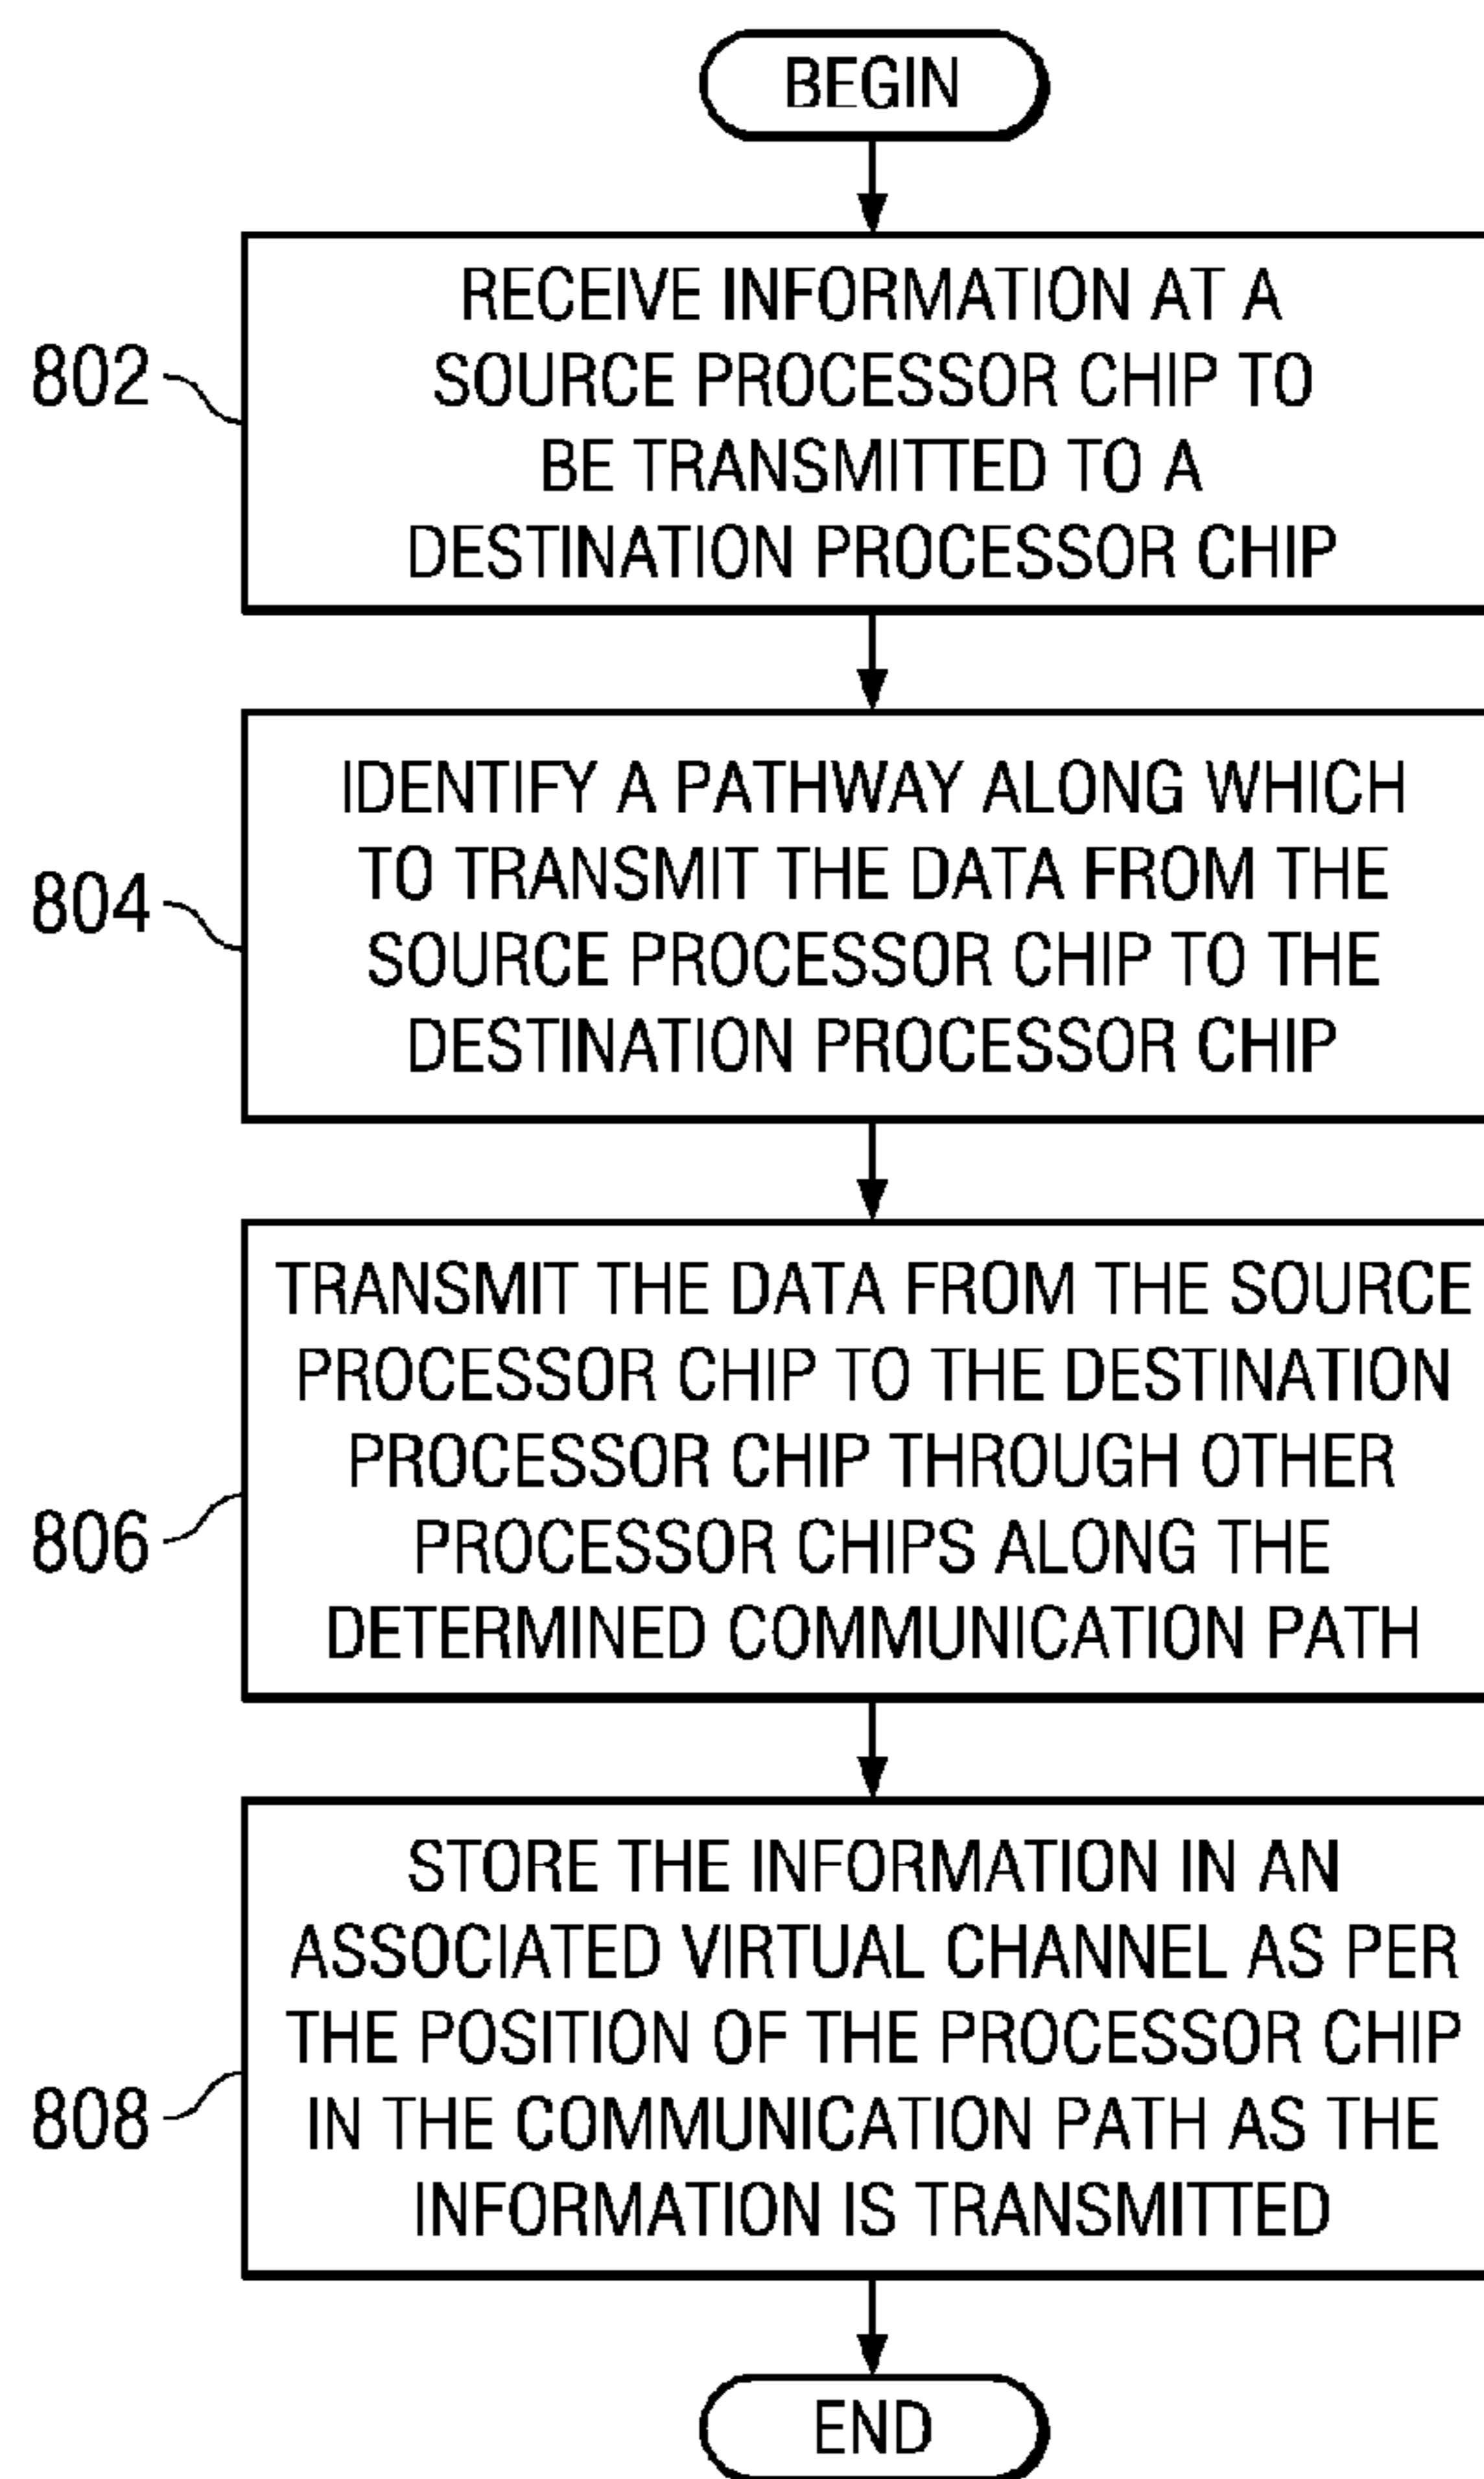 BEGIN
802
RECEIVE INFORMATION AT A
SOURCE PROCESSOR CHIP TO
BE TRANSMITTED TO A
DESTINATION PROCESSOR CHIP
804
IDENTIFY A PATHWAY ALONG WHICH
TO TRANSMIT THE DATA FROM THE
SOURCE PROCESSOR CHIP TO THE
DESTINATION PROCESSOR CHIP
806
TRANSMIT THE DATA FROM THE SOURCE
PROCESSOR CHIP TO THE DESTINATION
PROCESSOR CHIP THROUGH OTHER
PROCESSOR CHIPS ALONG THE
DETERMINED COMMUNICATION PATH
808
STORE THE INFORMATION IN AN
ASSOCIATED VIRTUAL CHANNEL AS PER
THE POSITION OF THE PROCESSOR CHIP
IN THE COMMUNICATION PATH AS THE
INFORMATION IS TRANSMITTED
END